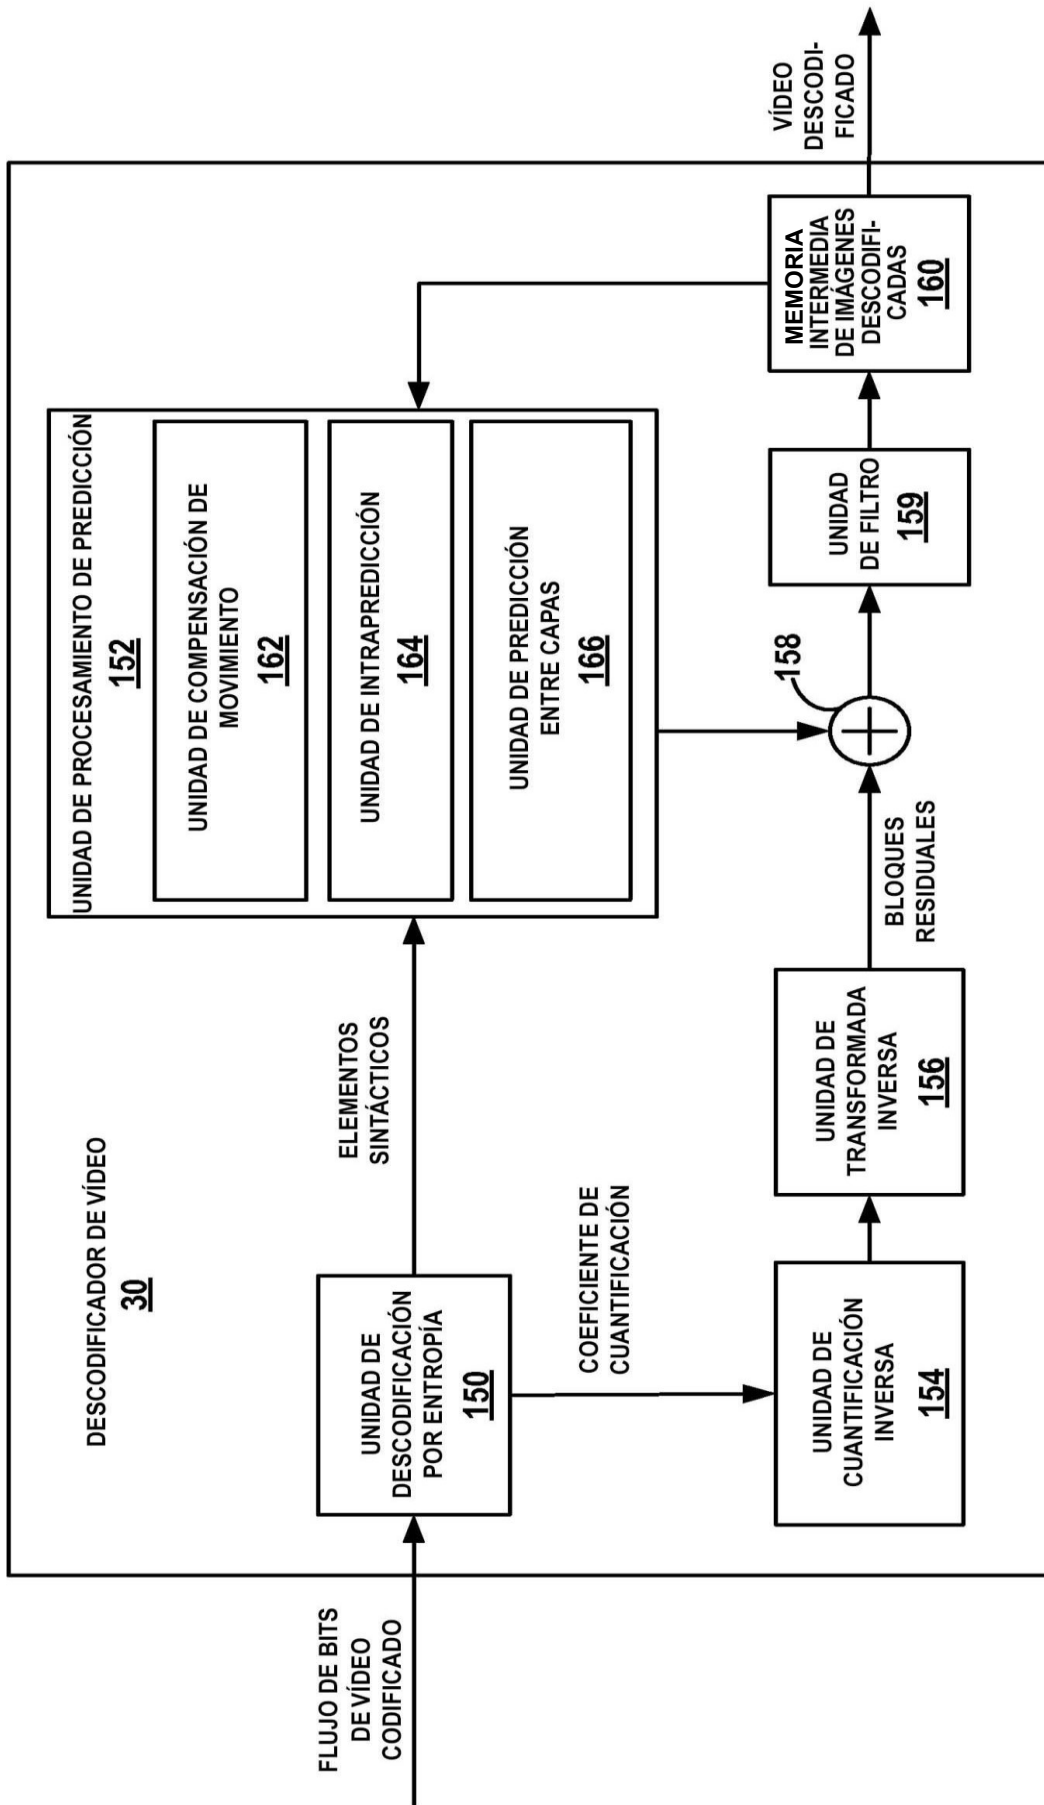 DESCODIFICADOR DE VÍDEO
30
FLUJO DE BITS
DE VÍDEO
CODIFICADO
UNIDAD DE
DESCODIFICACIÓN
POR ENTROPÍA
150
ELEMENTOS
SINTÁCTICOS
COEFICIENTE DE
CUANTIFICACIÓN
UNIDAD DE PROCESAMIENTO DE PREDICCIÓN
152
UNIDAD DE COMPENSACIÓN DE
MOVIMIENTO
162
UNIDAD DE INTRAPREDICCIÓN
164
UNIDAD DE PREDICCIÓN
ENTRE CAPAS
166
UNIDAD DE
CUANTIFICACIÓN
INVERSA
154
UNIDAD DE
TRANSFORMADA
INVERSA
156
BLOQUES
RESIDUALES
158
UNIDAD
DE FILTRO
159
MEMORIA
INTERMEDIA
DE IMÁGENES
DESCODIFI-
CADAS
160
VÍDEO
DESCODI-
FICADO